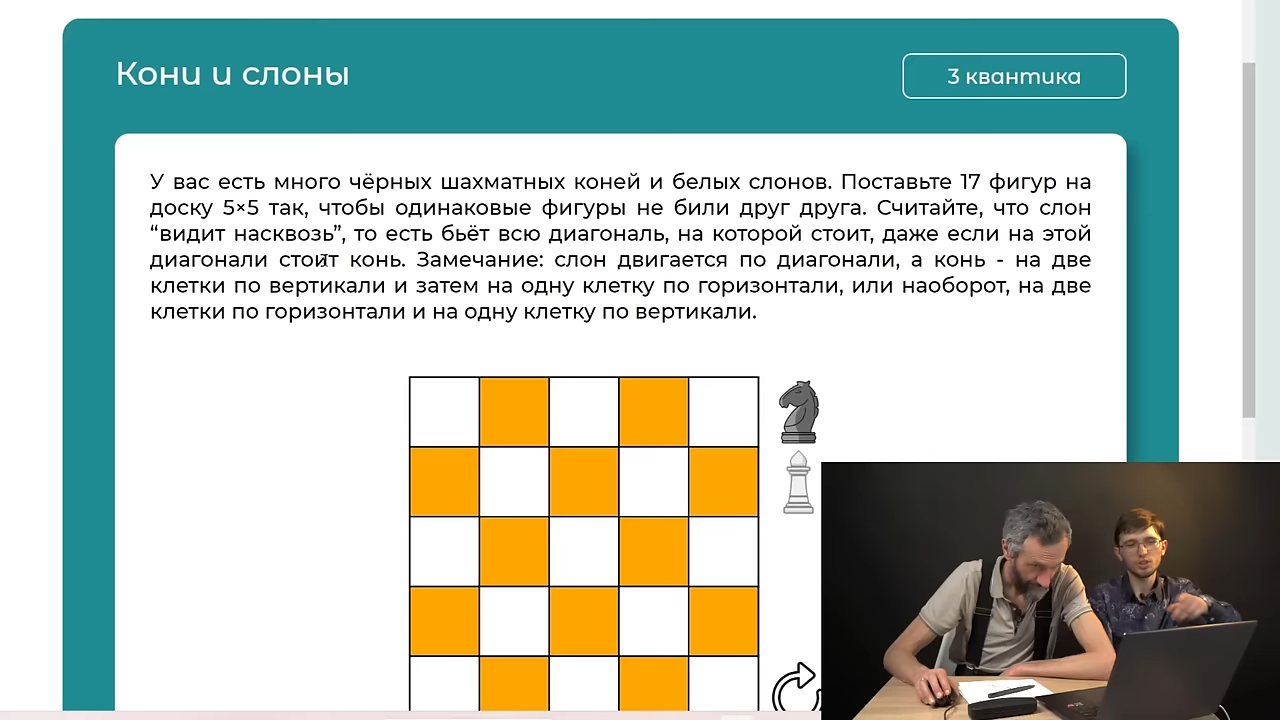 Кони и слоны
3 квантика
У вас есть много чёрных шахматных коней и белых слонов. Поставьте 17 фигур на
доску 5×5 так, чтобы одинаковые фигуры не били друг друга. Считайте, что слон
“видит насквозь”, то есть бьёт всю диагональ, на которой стоит, даже если на этой
диагонали стоит конь. Замечание: слон двигается по диагонали, а конь - на две
клетки по вертикали и затем на одну клетку по горизонтали, или наоборот, на две
клетки по горизонтали и на одну клетку по вертикали.